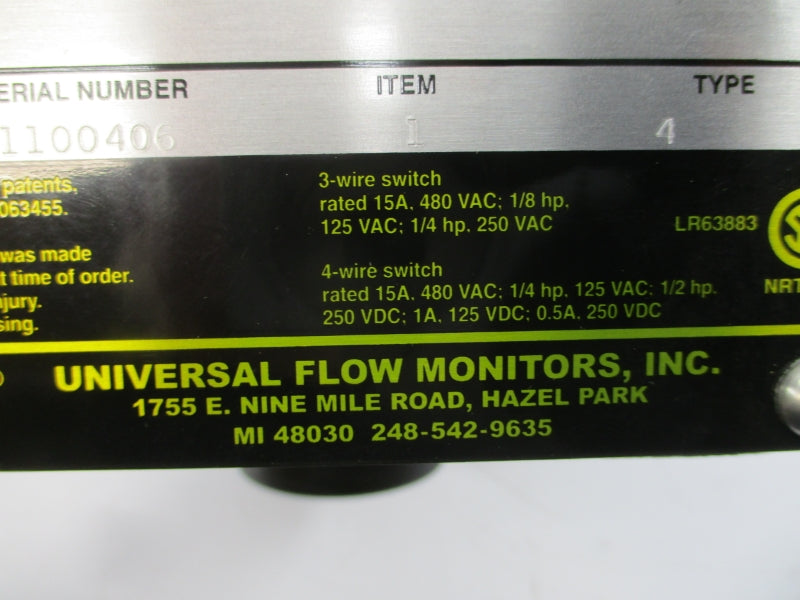 ERIAL NUMBER ITEM TYPE
1100406 1 4
patents,
063455.
was made
t time of order.
njury.
sing.
3-wire switch
rated 15A, 480 VAC; 1/8 hp,
125 VAC; 1/4 hp, 250 VAC
4-wire switch
rated 15A, 480 VAC; 1/4 hp, 125 VAC; 1/2 hp.
250 VDC; 1A, 125 VDC; 0.5A, 250 VDC
LR63883
NRT
UNIVERSAL FLOW MONITORS, INC.
1755 E. NINE MILE ROAD, HAZEL PARK
MI 48030 248-542-9635